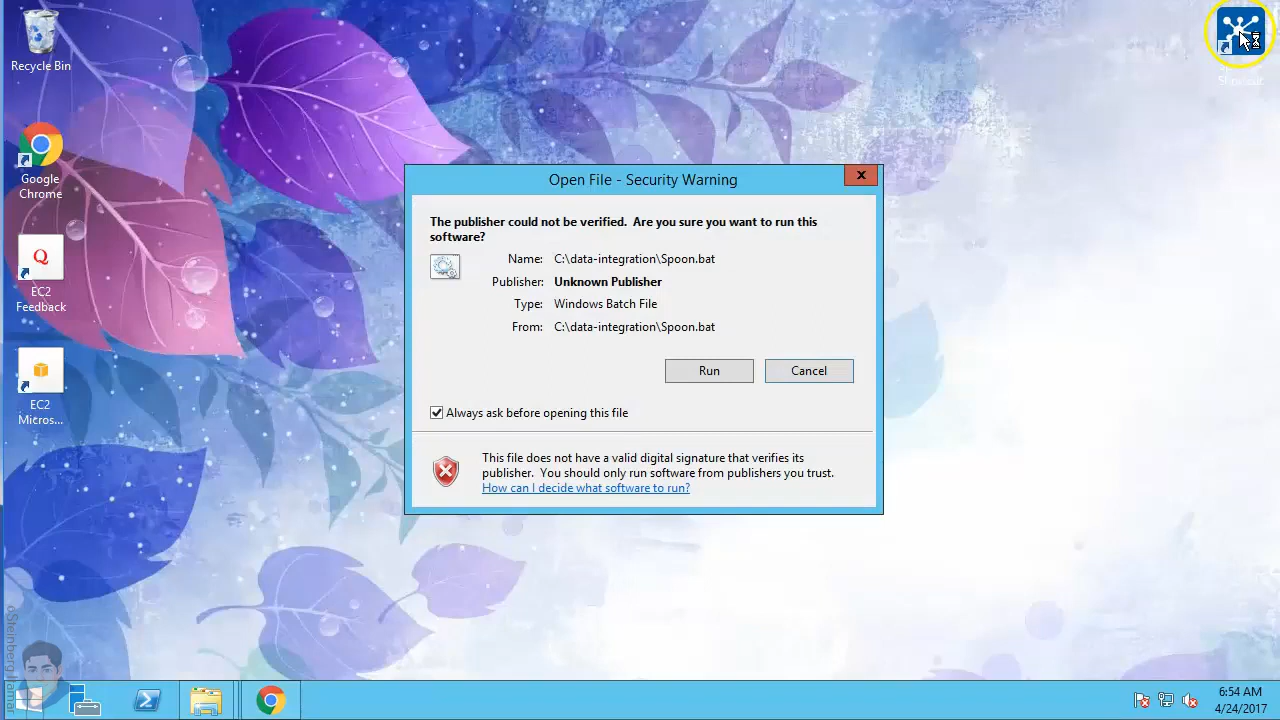 Recycle Bin
Google
Chrome
EC2
Feedback
EC2
Micros...
Open File - Security Warning
The publisher could not be verified.  Are you sure you want to run this
software?
Name: C:\data-integration\Spoon.bat
Publisher: Unknown Publisher
Type: Windows Batch File
From: C:\data-integration\Spoon.bat
Run
Cancel
Always ask before opening this file
This file does not have a valid digital signature that verifies its
publisher.  You should only run software from publishers you trust.
How can I decide what software to run?
6:54 AM
4/24/2017